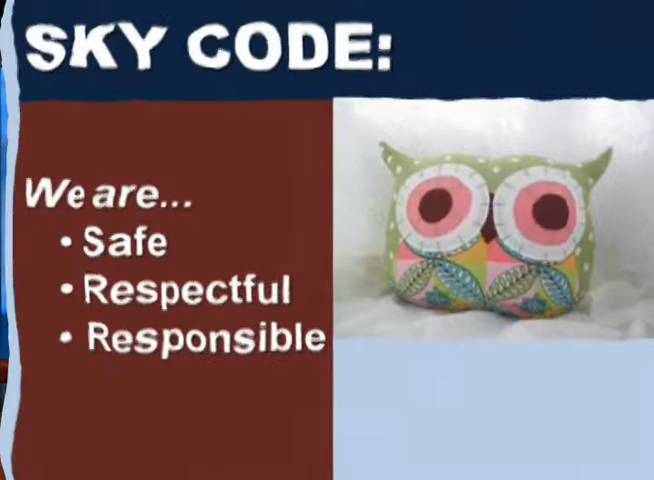 SKY CODE:
We are...
• Safe
• Respectful
• Responsible